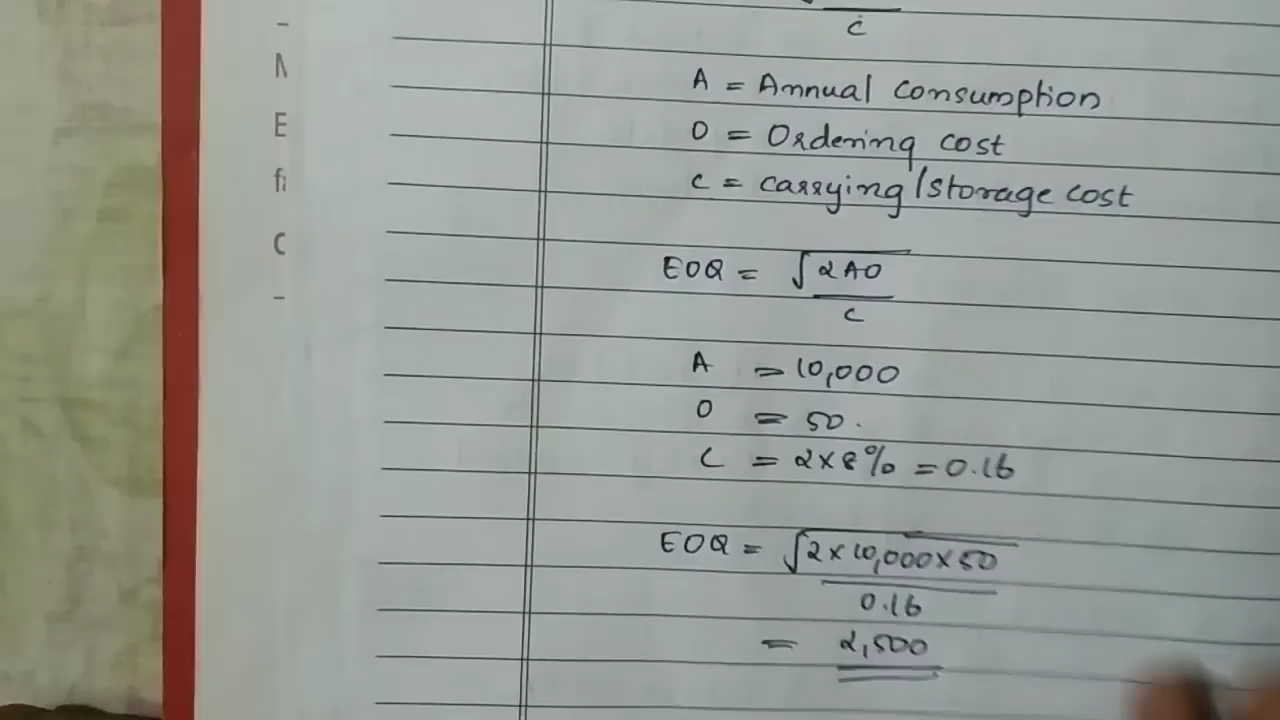 C
A = Annual consumption
O = Ordering cost
C = carrying/storage cost
EOQ = √2AO
C
A = 10,000
O = 50.
C = 2×8% = 0.16
EOQ = √2×10,000×50
0.16
= 2,500